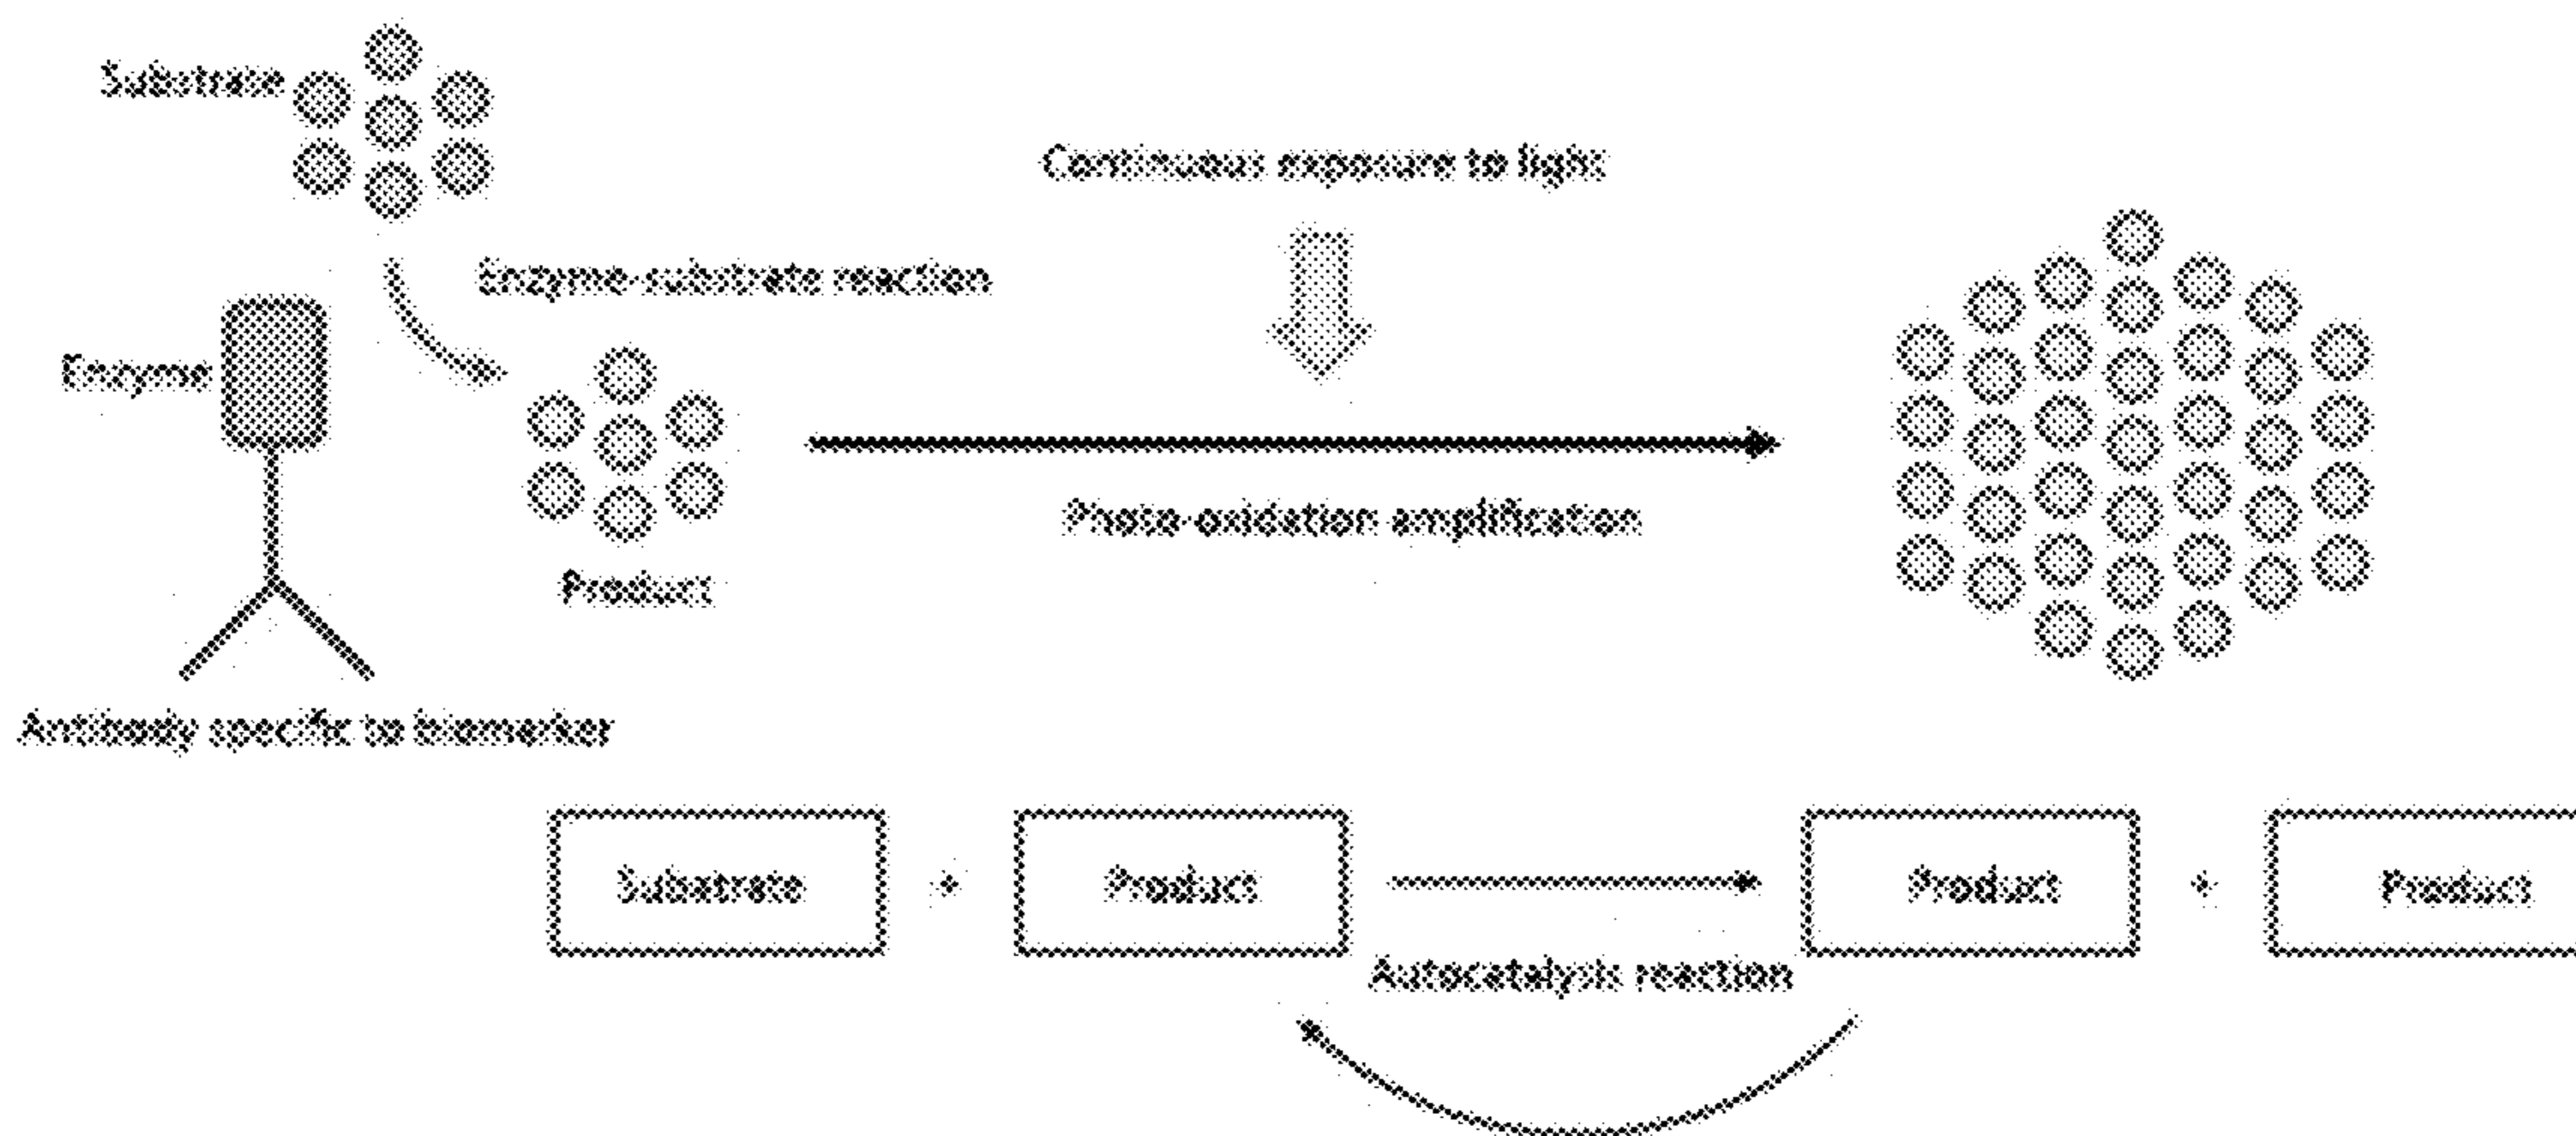 Substrate
Continuous exposure to light
Enzyme-substrate reaction
Enzyme
Photo-oxidation amplification
Product
Antibody specific to biomarker
Substrate + Product Product + Product
Autocatalysis reaction